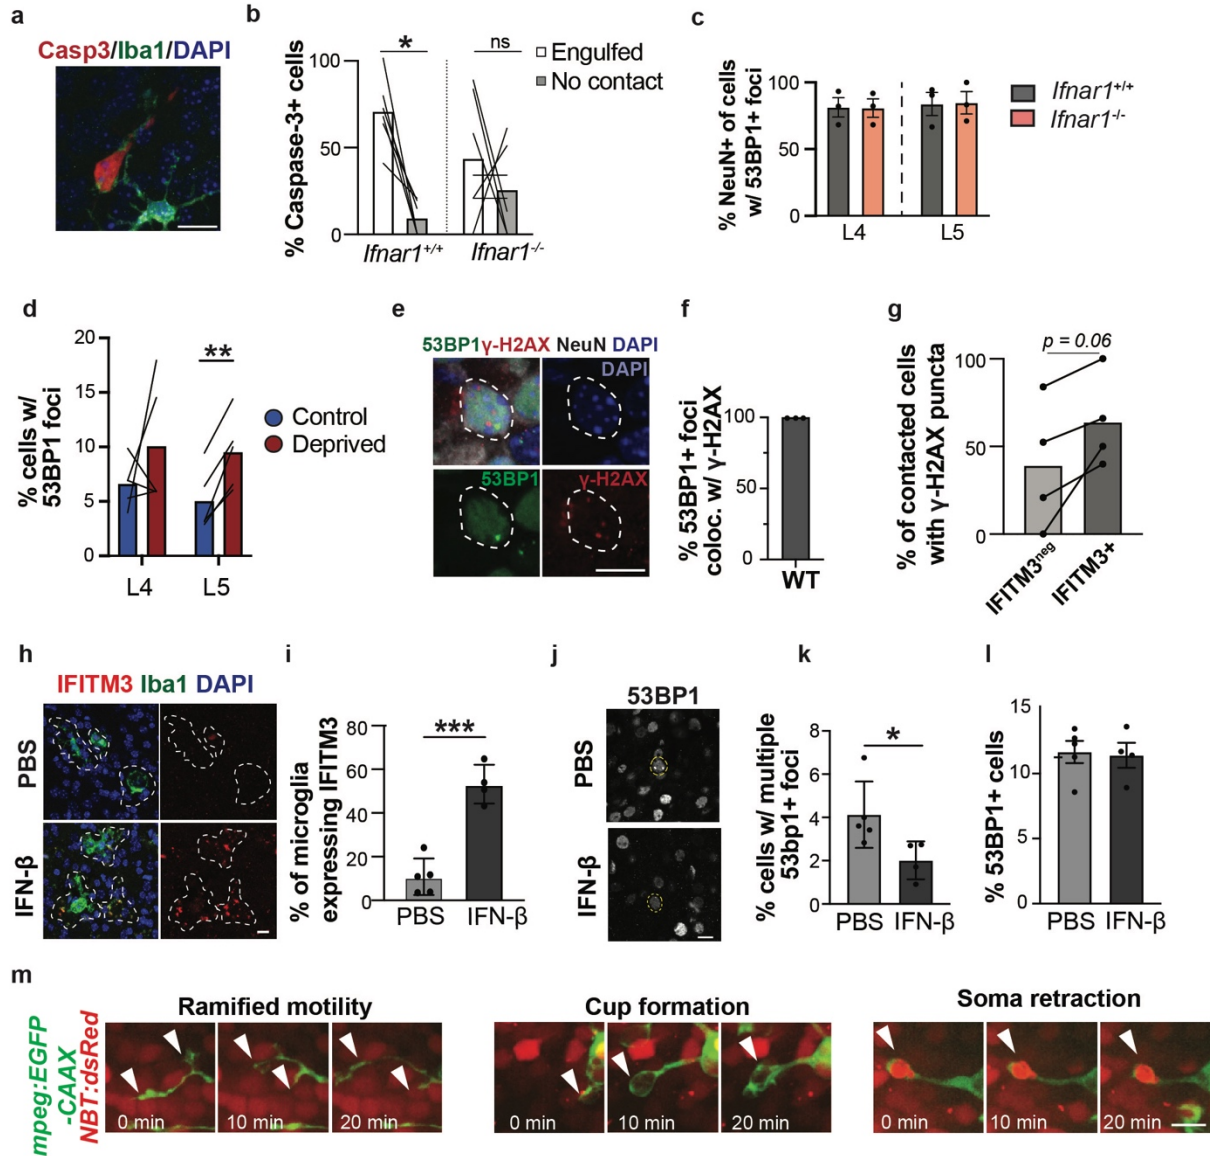 a
Casp3/Iba1/DAPI
b
% Caspase-3+ cells
100
50
0
*
ns
Engulfed
No contact
Ifnar1+/+
Ifnar1-/-
c
% NeuN+ of cells
w/ 53BP1+ foci
100
50
0
L4
L5
Ifnar1+/+
Ifnar1-/-
d
% cells w/
53BP1 foci
20
15
10
5
0
**
L4
L5
Control
Deprived
e
53BP1 γ-H2AX NeuN DAPI
DAPI
53BP1
γ-H2AX
f
% 53BP1+ foci
coloc. w/ γ-H2AX
100
50
0
WT
g
% of contacted cells
with γ-H2AX puncta
100
50
0
p = 0.06
IFITM3neg
IFITM3+
h
IFITM3 Iba1 DAPI
PBS
IFN-β
i
% of microglia
expressing IFITM3
80
60
40
20
0
***
PBS
IFN-β
j
53BP1
PBS
IFN-β
k
% cells w/ multiple
53bp1+ foci
8
6
4
2
0
*
PBS
IFN-β
l
% 53BP1+ cells
15
10
5
0
PBS
IFN-β
m
mpeg:EGFP
-CAAX
NBT:dsRed
Ramified motility
0 min
10 min
20 min
Cup formation
0 min
10 min
20 min
Soma retraction
0 min
10 min
20 min